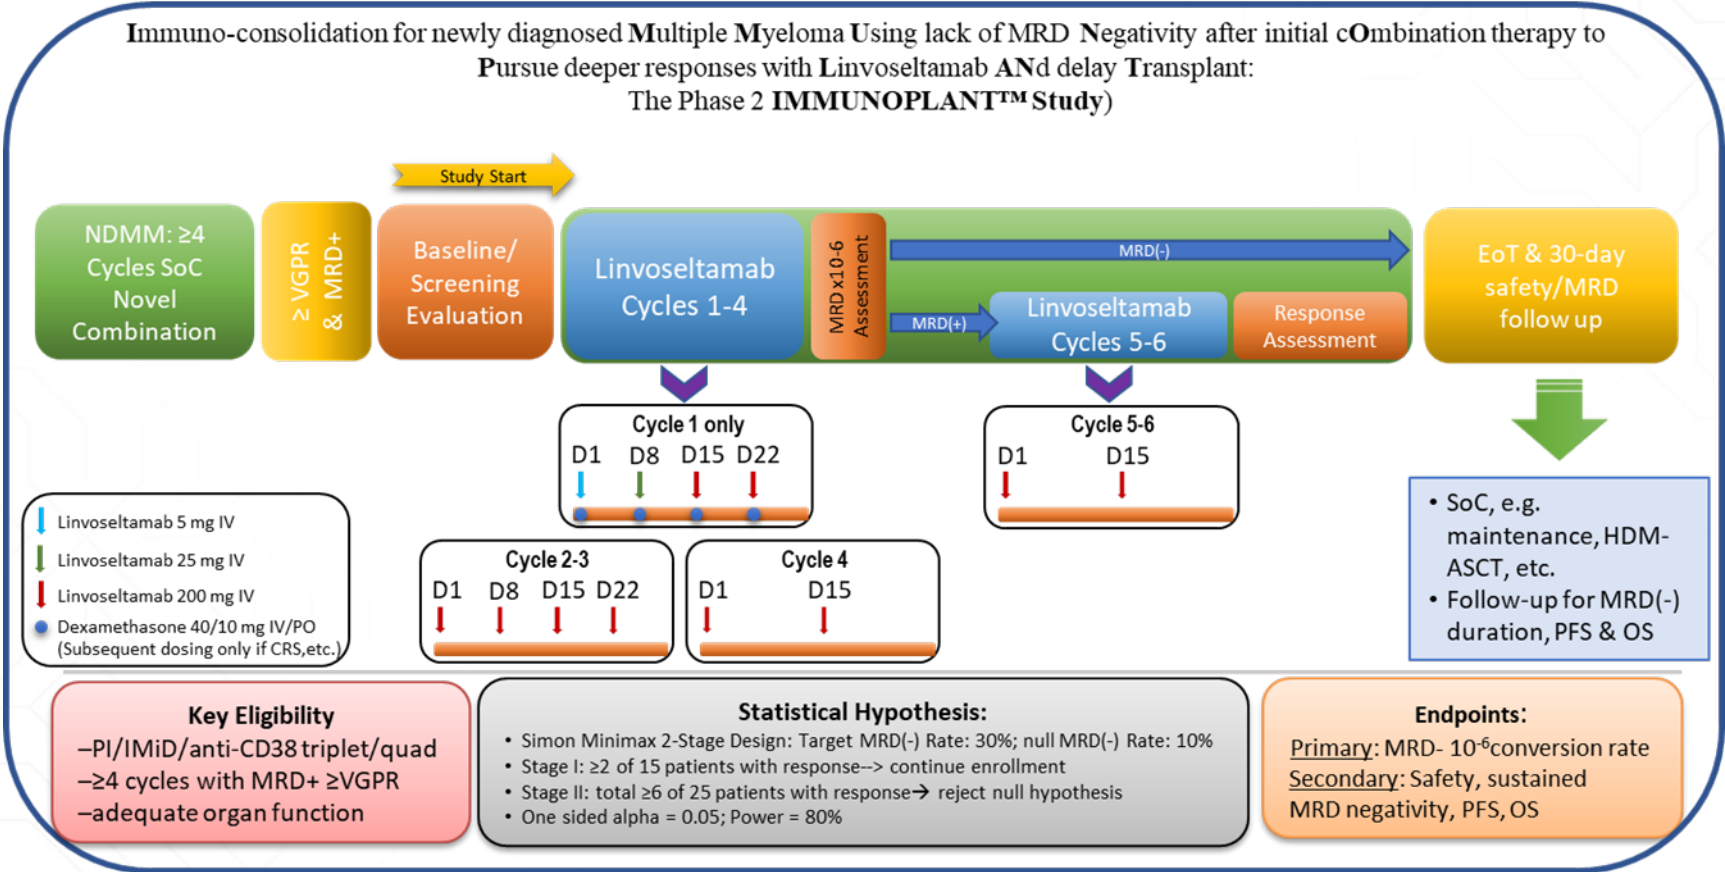 Immuno-consolidation for newly diagnosed Multiple Myeloma Using lack of MRD Negativity after initial cOmbination therapy to
Pursue deeper responses with Linvoseltamab ANd delay Transplant:
The Phase 2 IMMUNOPLANT™ Study)
Study Start
NDMM: ≥4
Cycles SoC
Novel
Combination
≥ VGPR
& MRD+
Baseline/
Screening
Evaluation
Linvoseltamab
Cycles 1-4
MRD x10-6
Assessment
MRD(-)
MRD(+)
Linvoseltamab
Cycles 5-6
Response
Assessment
EoT & 30-day
safety/MRD
follow up
Cycle 1 only
D1 D8 D15 D22
Cycle 5-6
D1 D15
Cycle 2-3
D1 D8 D15 D22
Cycle 4
D1 D15
Linvoseltamab 5 mg IV
Linvoseltamab 25 mg IV
Linvoseltamab 200 mg IV
Dexamethasone 40/10 mg IV/PO
(Subsequent dosing only if CRS,etc.)
• SoC, e.g.
maintenance, HDM-
ASCT, etc.
• Follow-up for MRD(-)
duration, PFS & OS
Key Eligibility
–PI/IMiD/anti-CD38 triplet/quad
–≥4 cycles with MRD+ ≥VGPR
–adequate organ function
Statistical Hypothesis:
• Simon Minimax 2-Stage Design: Target MRD(-) Rate: 30%; null MRD(-) Rate: 10%
• Stage I: ≥2 of 15 patients with response--> continue enrollment
• Stage II: total ≥6 of 25 patients with response→ reject null hypothesis
• One sided alpha = 0.05; Power = 80%
Endpoints:
Primary: MRD- 10⁻⁶conversion rate
Secondary: Safety, sustained
MRD negativity, PFS, OS